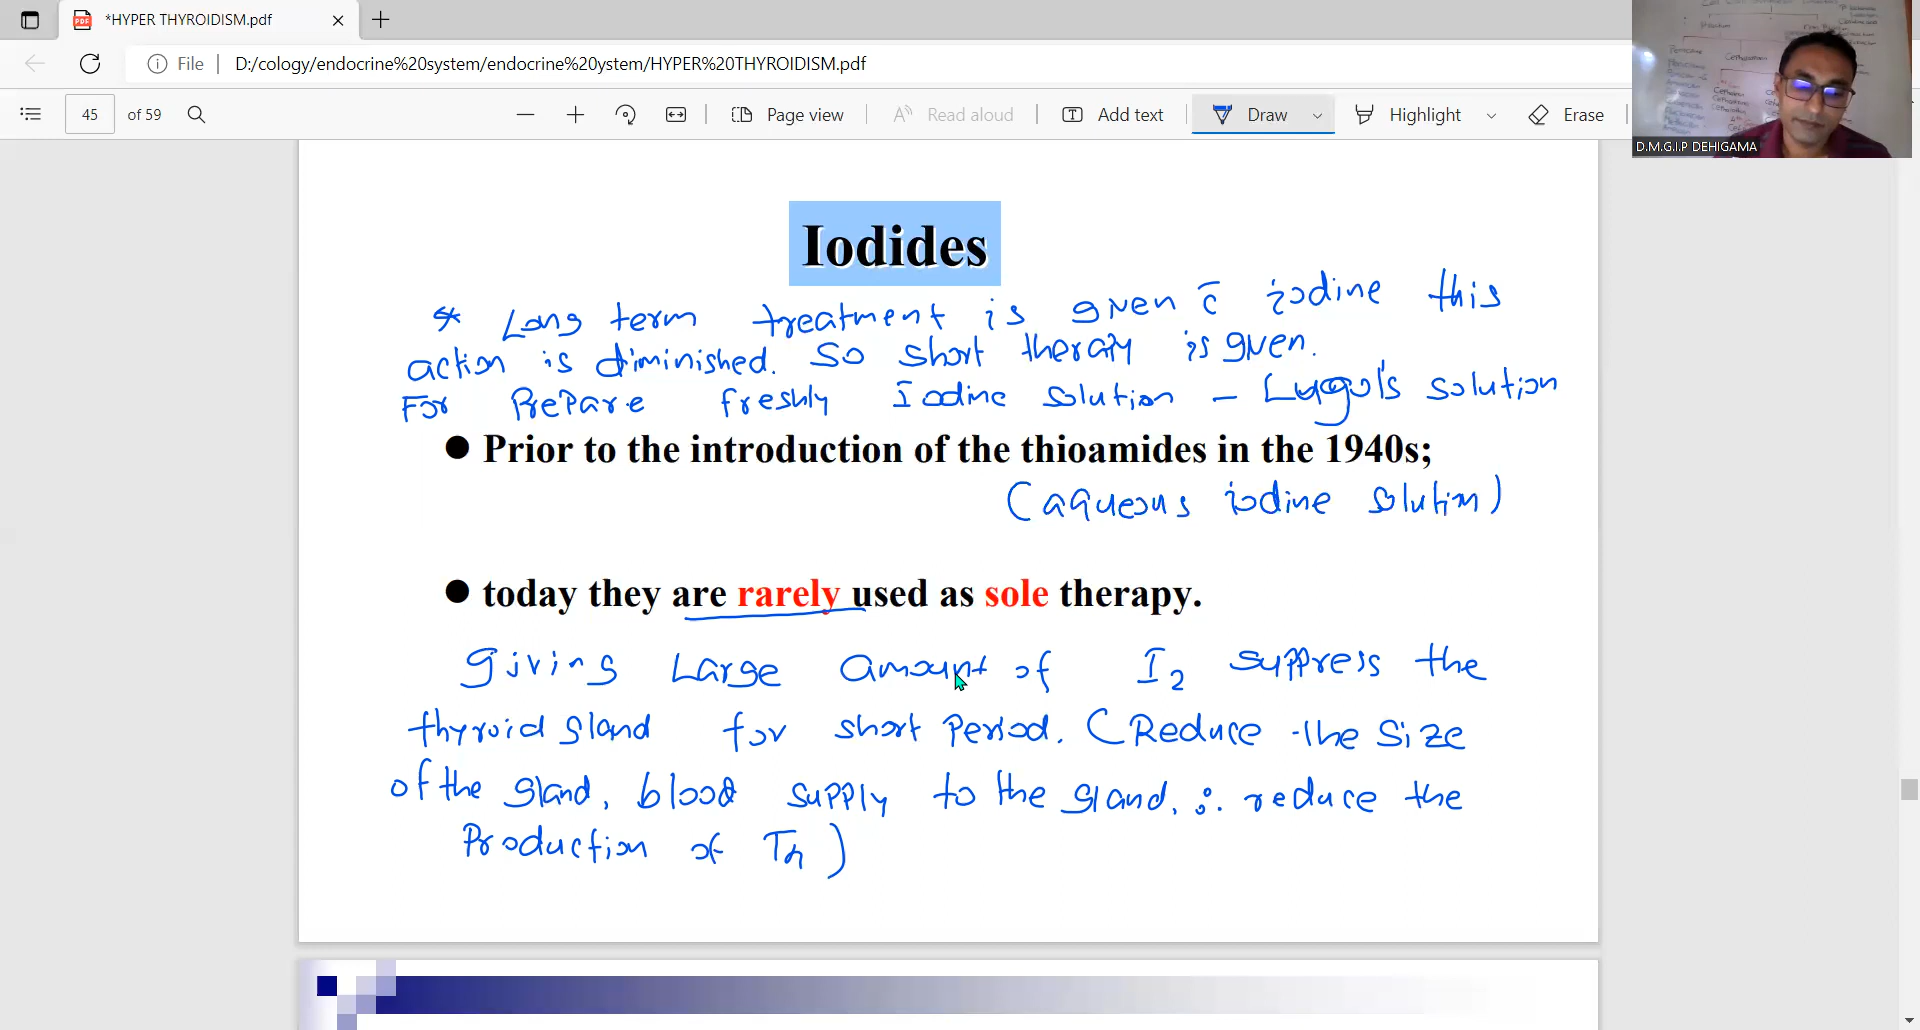 *HYPER THYROIDISM.pdf
File
D:/cology/endocrine%20system/endocrine%20ystem/HYPER%20THYROIDISM.pdf
45 of 59
Page view
Read aloud
Add text
Draw
Highlight
Erase
D.M.G.I.P DEHIGAMA
Iodides
* Long term treatment is given c̄ iodine this
action is diminished. So short therapy is given.
For Prepare freshly Iodine solution – Lugol's solution
● Prior to the introduction of the thioamides in the 1940s;
(aqueous iodine solution)
● today they are rarely used as sole therapy.
giving Large amount of I₂ suppress the
thyroid gland for short Period. (Reduce the Size
of the gland, blood supply to the gland, ∴ reduce the
Production of Th)